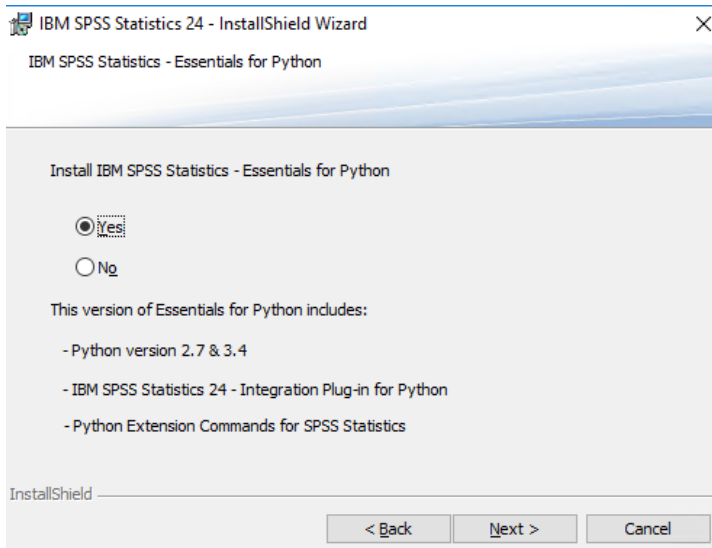 IBM SPSS Statistics 24 - InstallShield Wizard
IBM SPSS Statistics - Essentials for Python
Install IBM SPSS Statistics - Essentials for Python
Yes
No
This version of Essentials for Python includes:
- Python version 2.7 & 3.4
- IBM SPSS Statistics 24 - Integration Plug-in for Python
- Python Extension Commands for SPSS Statistics
InstallShield
< Back Next > Cancel